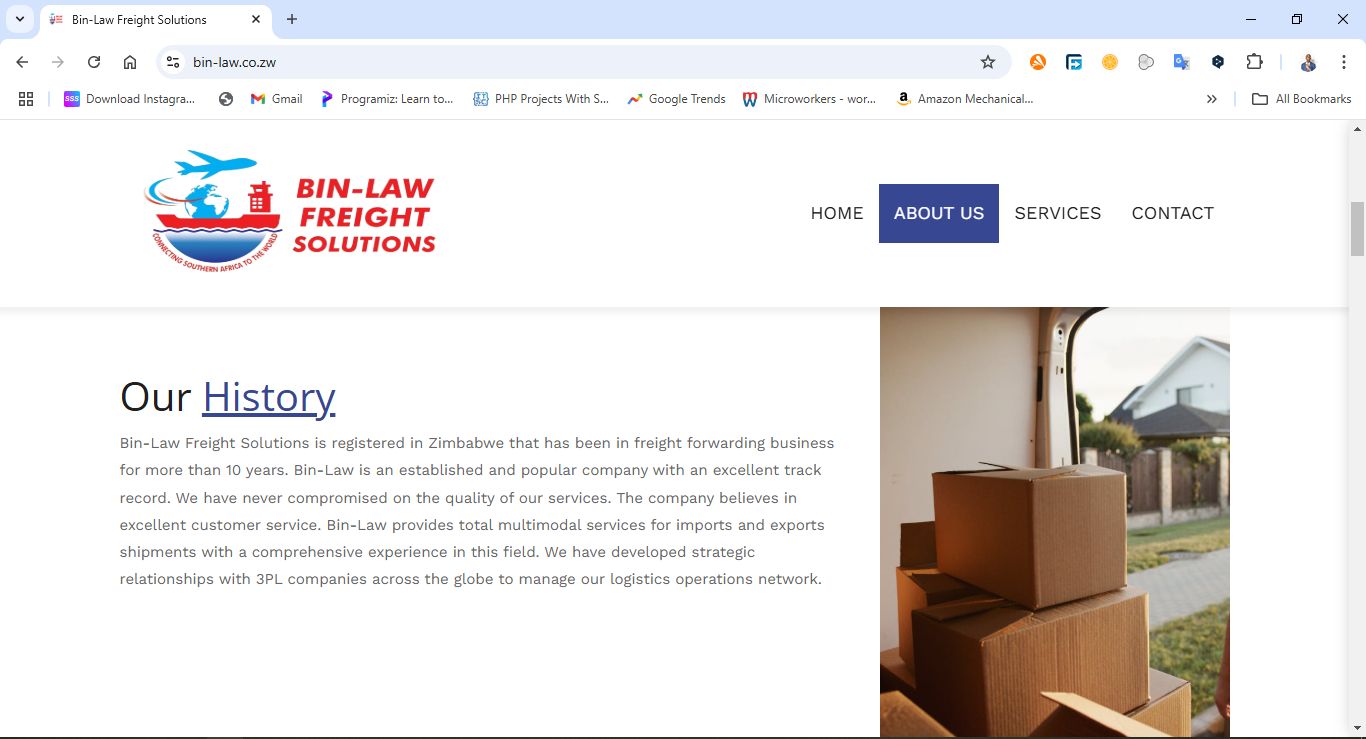 Bin-Law Freight Solutions
bin-law.co.zw
SSS Download Instagra...
Gmail
Programiz: Learn to...
PHP Projects With S...
Google Trends
Microworkers - wor...
Amazon Mechanical...
All Bookmarks
BIN-LAW
FREIGHT
SOLUTIONS
CONNECTING SOUTHERN AFRICA TO THE WORLD
HOME
ABOUT US
SERVICES
CONTACT
Our History
Bin-Law Freight Solutions is registered in Zimbabwe that has been in freight forwarding business
for more than 10 years. Bin-Law is an established and popular company with an excellent track
record. We have never compromised on the quality of our services. The company believes in
excellent customer service. Bin-Law provides total multimodal services for imports and exports
shipments with a comprehensive experience in this field. We have developed strategic
relationships with 3PL companies across the globe to manage our logistics operations network.